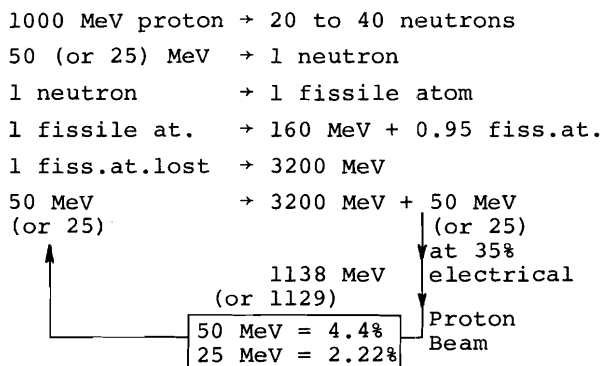 1000 MeV proton → 20 to 40 neutrons
50 (or 25) MeV → 1 neutron
1 neutron → 1 fissile atom
1 fissile at. → 160 MeV + 0.95 fiss.at.
1 fiss.at.lost → 3200 MeV
50 MeV → 3200 MeV + 50 MeV
(or 25) (or 25)
at 35%
1138 MeV electrical
(or 1129)
50 MeV = 4.4% Proton
25 MeV = 2.22% Beam